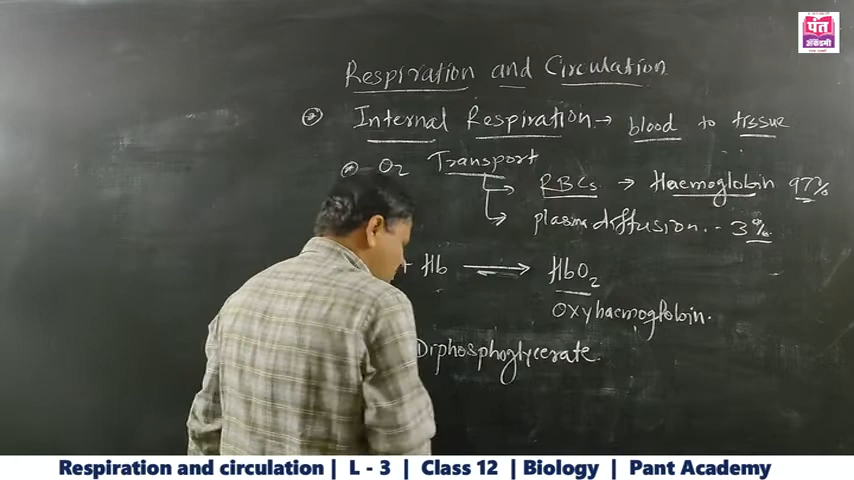 पंत
अ‍ॅकॅडमी
Respiration and Circulation
Internal Respiration → blood to tissue
O2 Transport
→ RBCs → Haemoglobin 97%
→ plasma diffusion.. 3%
+ Hb ⟶ HbO2
Oxyhaemoglobin.
Diphosphoglycerate
Respiration and circulation | L - 3 | Class 12 | Biology | Pant Academy